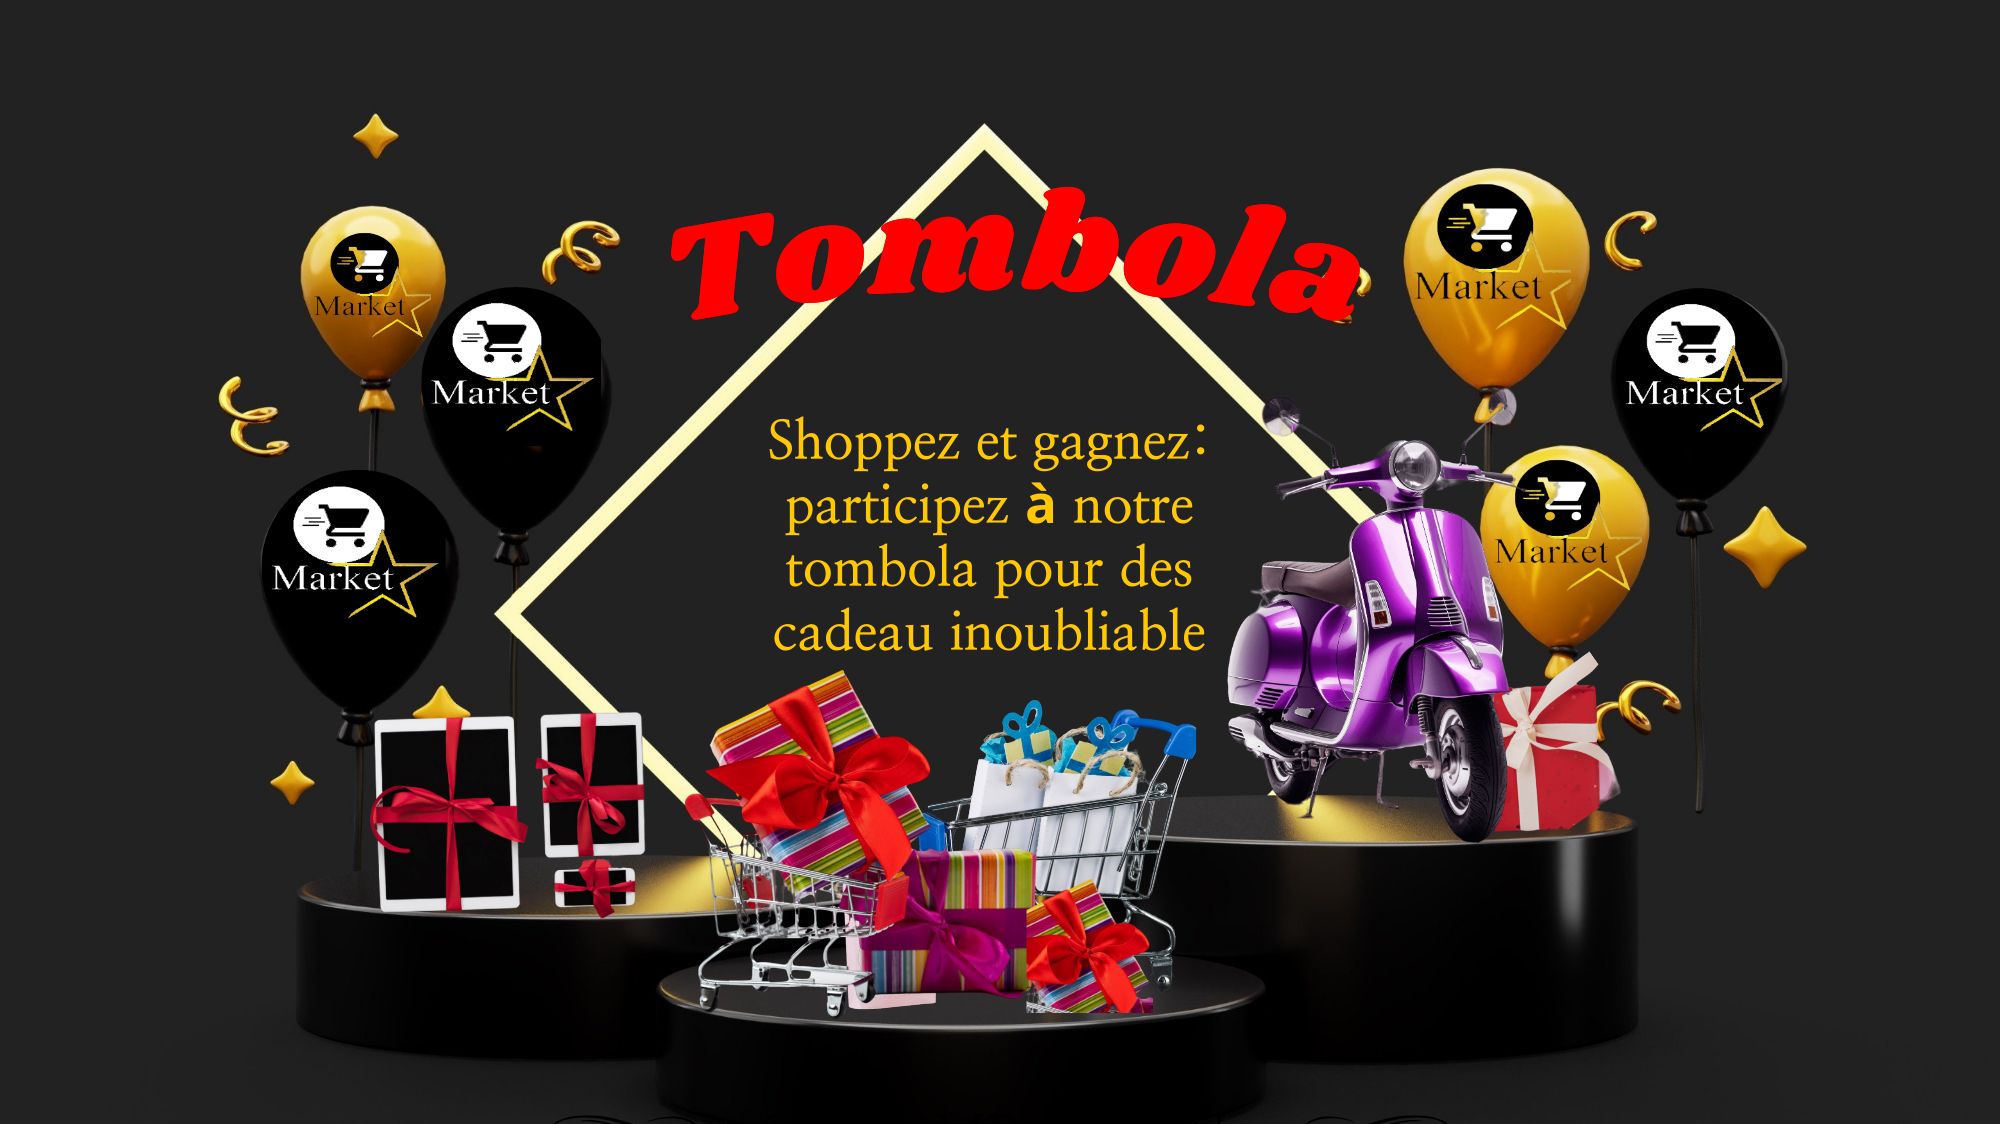 Tombola
Market
Market
Market
Market
Market
Market
Shoppez et gagnez:
participez à notre
tombola pour des
cadeau inoubliable